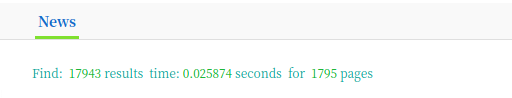 News
Find: 17943 results time: 0.025874 seconds for 1795 pages